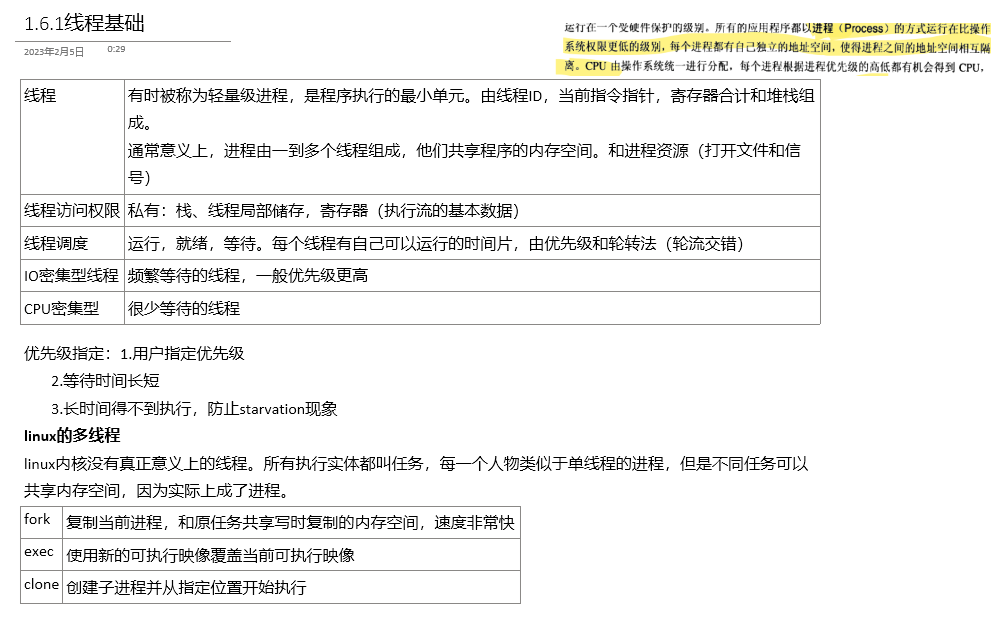 1.6.1线程基础
2023年2月5日 0:29
运行在一个受硬件保护的级别。所有的应用程序都以进程（Process）的方式运行在比操作
系统权限更低的级别，每个进程都有自己独立的地址空间，使得进程之间的地址空间相互隔
离。CPU 由操作系统统一进行分配，每个进程根据进程优先级的高低都有机会得到 CPU，
线程 有时被称为轻量级进程，是程序执行的最小单元。由线程ID，当前指令指针，寄存器合计和堆栈组
成。
通常意义上，进程由一到多个线程组成，他们共享程序的内存空间。和进程资源（打开文件和信
号）
线程访问权限 私有：栈、线程局部储存，寄存器（执行流的基本数据）
线程调度 运行，就绪，等待。每个线程有自己可以运行的时间片，由优先级和轮转法（轮流交错）
IO密集型线程 频繁等待的线程，一般优先级更高
CPU密集型 很少等待的线程
优先级指定：1.用户指定优先级
2.等待时间长短
3.长时间得不到执行，防止starvation现象
linux的多线程
linux内核没有真正意义上的线程。所有执行实体都叫任务，每一个人物类似于单线程的进程，但是不同任务可以
共享内存空间，因为实际上成了进程。
fork 复制当前进程，和原任务共享写时复制的内存空间，速度非常快
exec 使用新的可执行映像覆盖当前可执行映像
clone 创建子进程并从指定位置开始执行